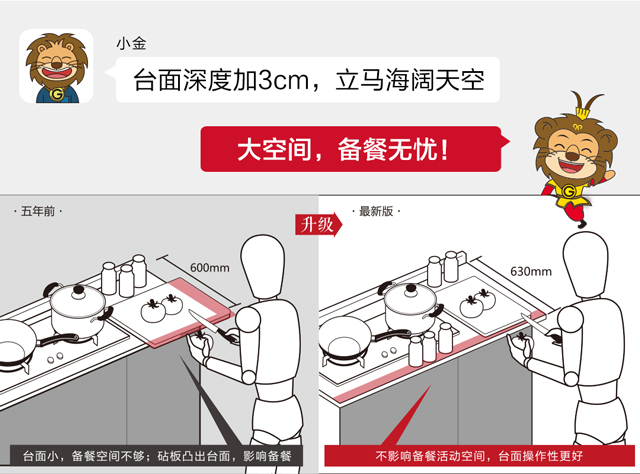 小金
台面深度加3cm，立马海阔天空
大空间，备餐无忧！
· 五年前 ·
升级
· 最新版 ·
600mm
630mm
台面小，备餐空间不够；砧板凸出台面，影响备餐
不影响备餐活动空间，台面操作性更好
G
G